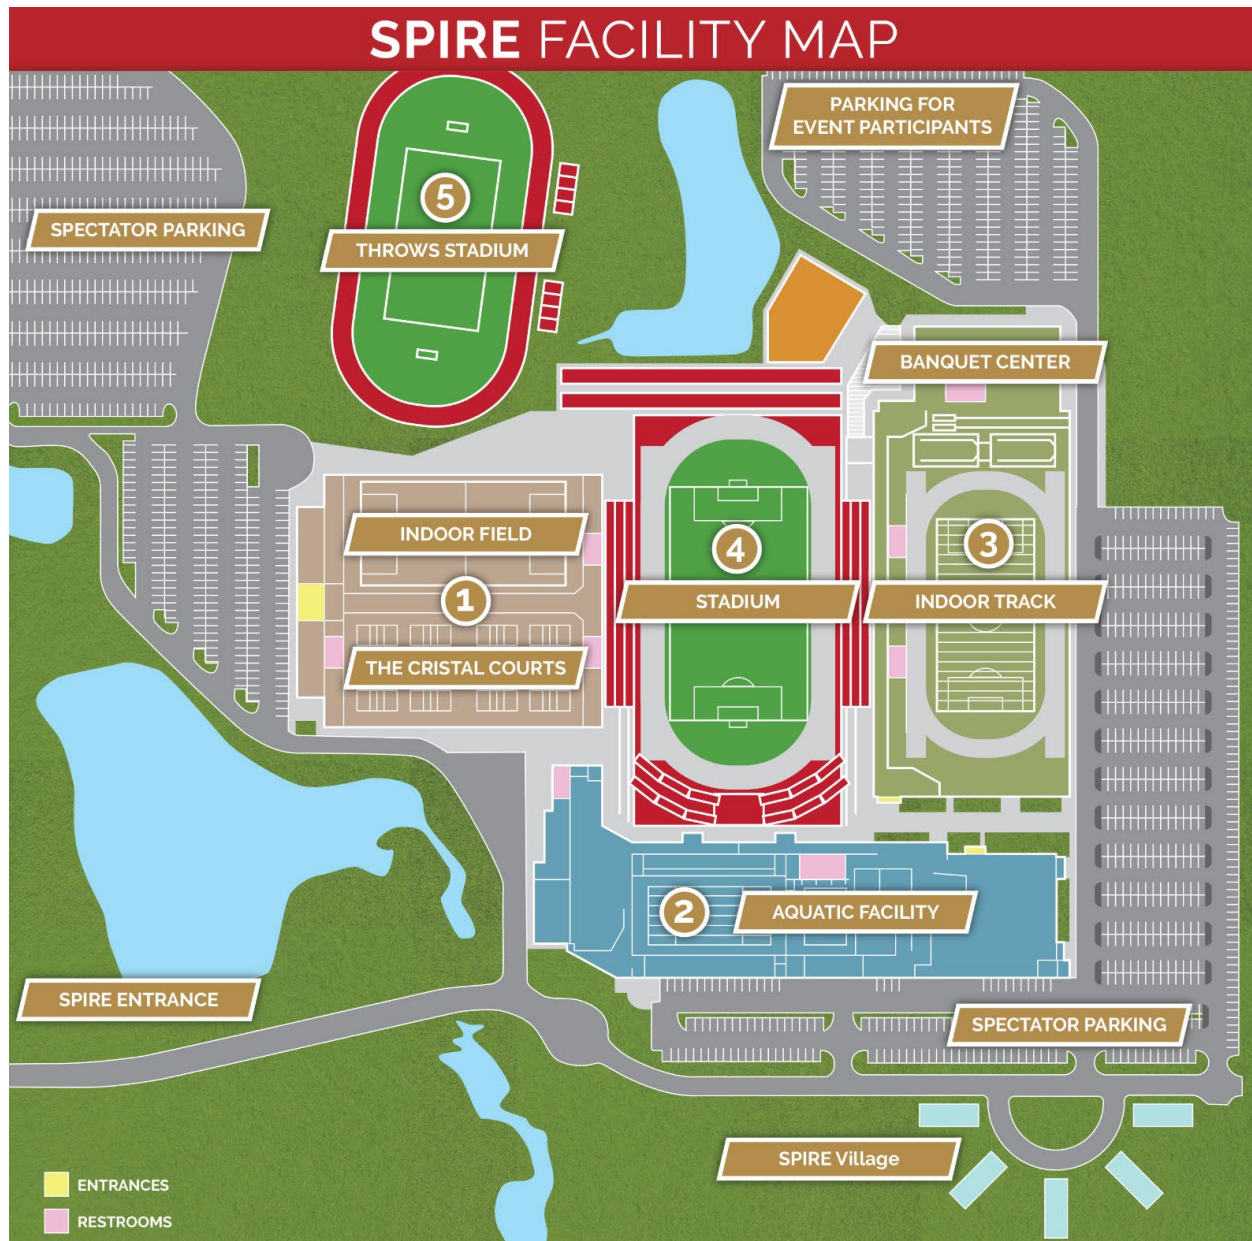 SPIRE FACILITY MAP
PARKING FOR
EVENT PARTICIPANTS
5
SPECTATOR PARKING
THROWS STADIUM
BANQUET CENTER
INDOOR FIELD
4
3
1
STADIUM
INDOOR TRACK
THE CRISTAL COURTS
2
AQUATIC FACILITY
SPIRE ENTRANCE
SPECTATOR PARKING
SPIRE Village
ENTRANCES
RESTROOMS